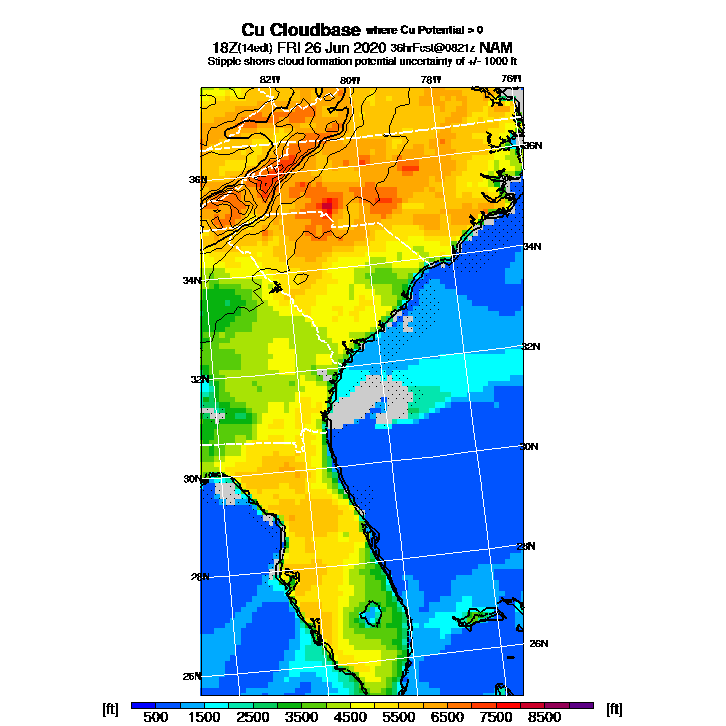 Cu Cloudbase where Cu Potential > 0
18Z(14edt) FRI 26 Jun 2020 36hrFcst@0821z NAM
Stipple shows cloud formation potential uncertainty of +/- 1000 ft
82W 80W 78W 76W
36N
36N
34N
34N
32N
32N
30N
30N
28N
28N
26N
26N
[ft] 500 1500 2500 3500 4500 5500 6500 7500 8500 [ft]